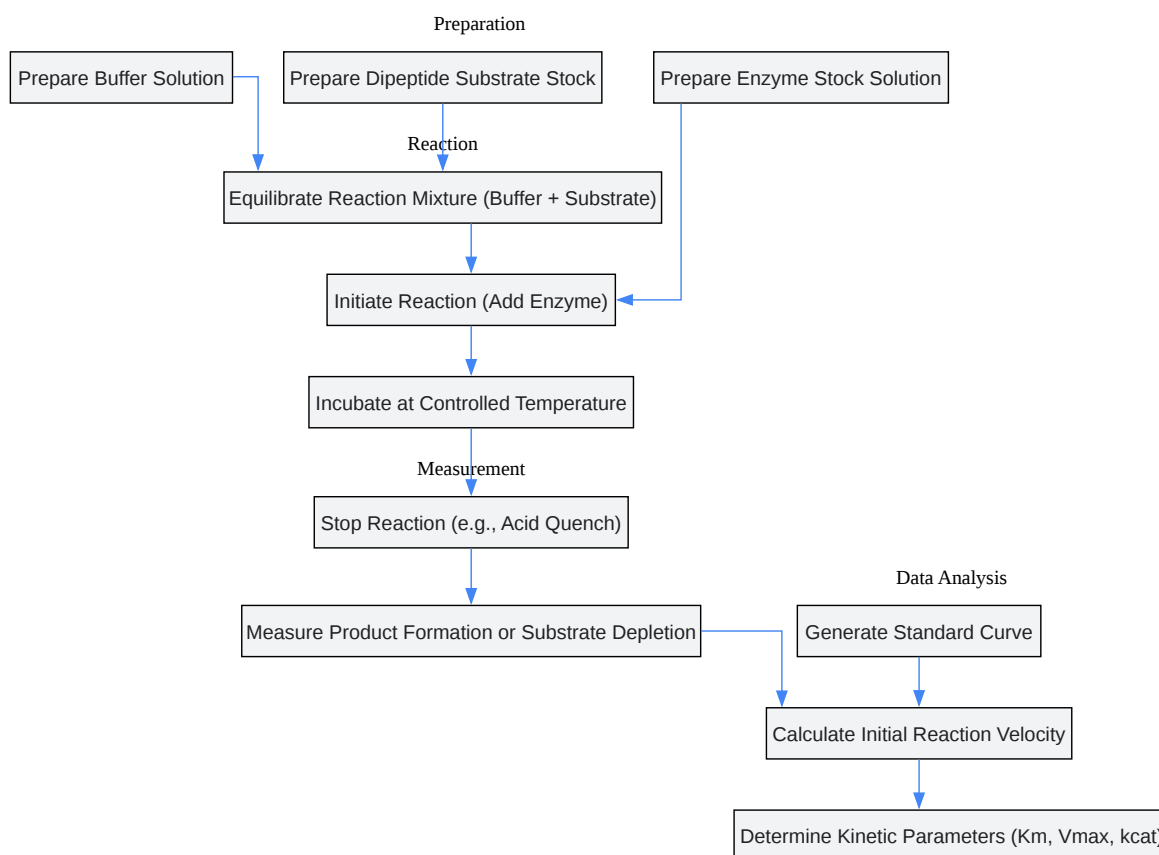 Preparation
Prepare Buffer Solution
Prepare Dipeptide Substrate Stock
Prepare Enzyme Stock Solution
Reaction
Equilibrate Reaction Mixture (Buffer + Substrate)
Initiate Reaction (Add Enzyme)
Incubate at Controlled Temperature
Measurement
Stop Reaction (e.g., Acid Quench)
Data Analysis
Measure Product Formation or Substrate Depletion
Generate Standard Curve
Calculate Initial Reaction Velocity
Determine Kinetic Parameters (Km, Vmax, kcat)